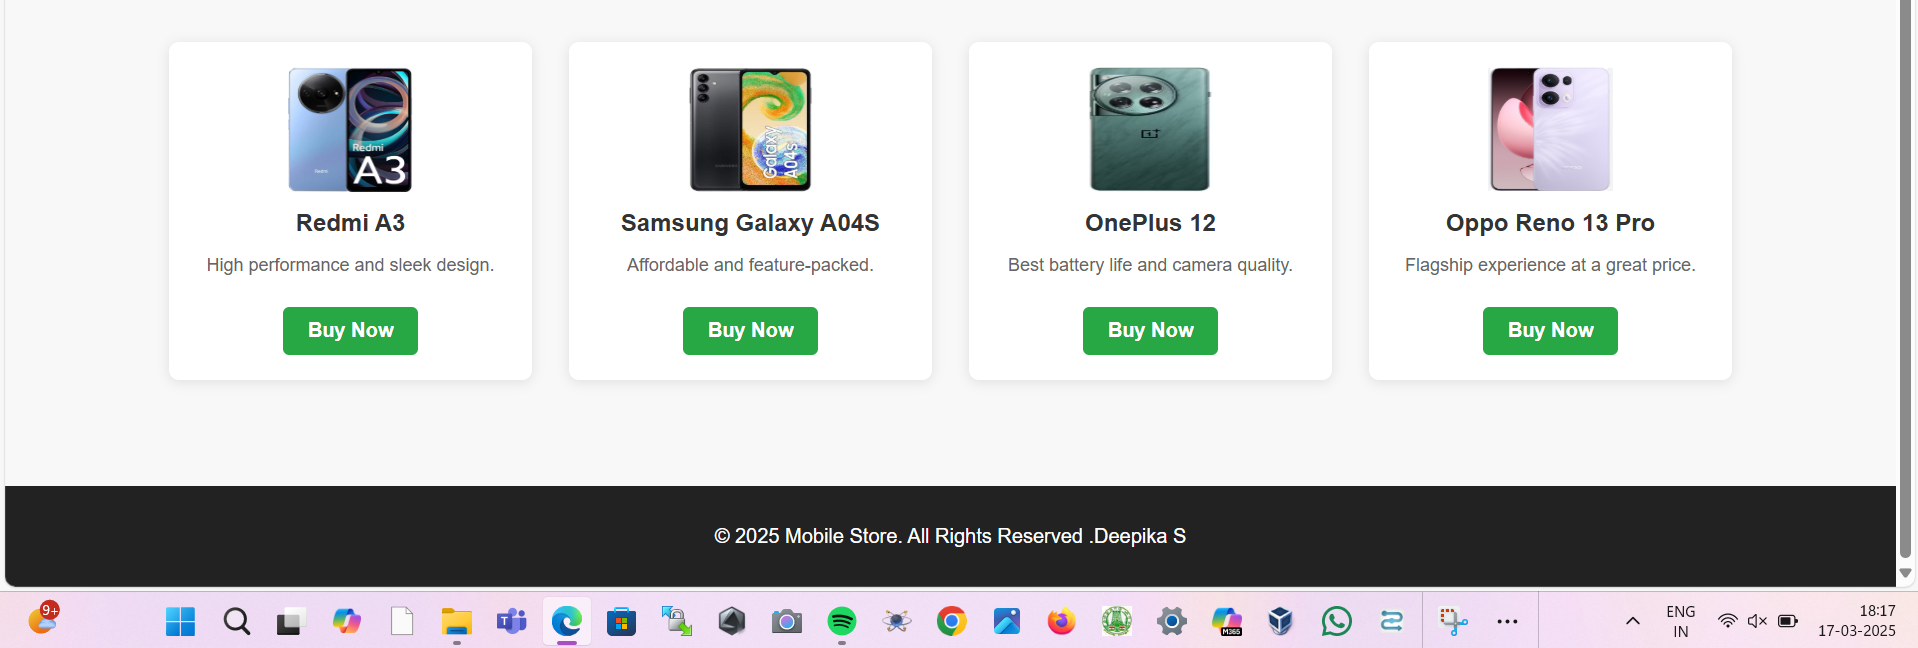 Redmi
A3
Galaxy
A04s
Redmi A3
Samsung Galaxy A04S
OnePlus 12
Oppo Reno 13 Pro
High performance and sleek design.
Affordable and feature-packed.
Best battery life and camera quality.
Flagship experience at a great price.
Buy Now
Buy Now
Buy Now
Buy Now
© 2025 Mobile Store. All Rights Reserved .Deepika S
9+
T
M365
ENG
IN
18:17
17-03-2025